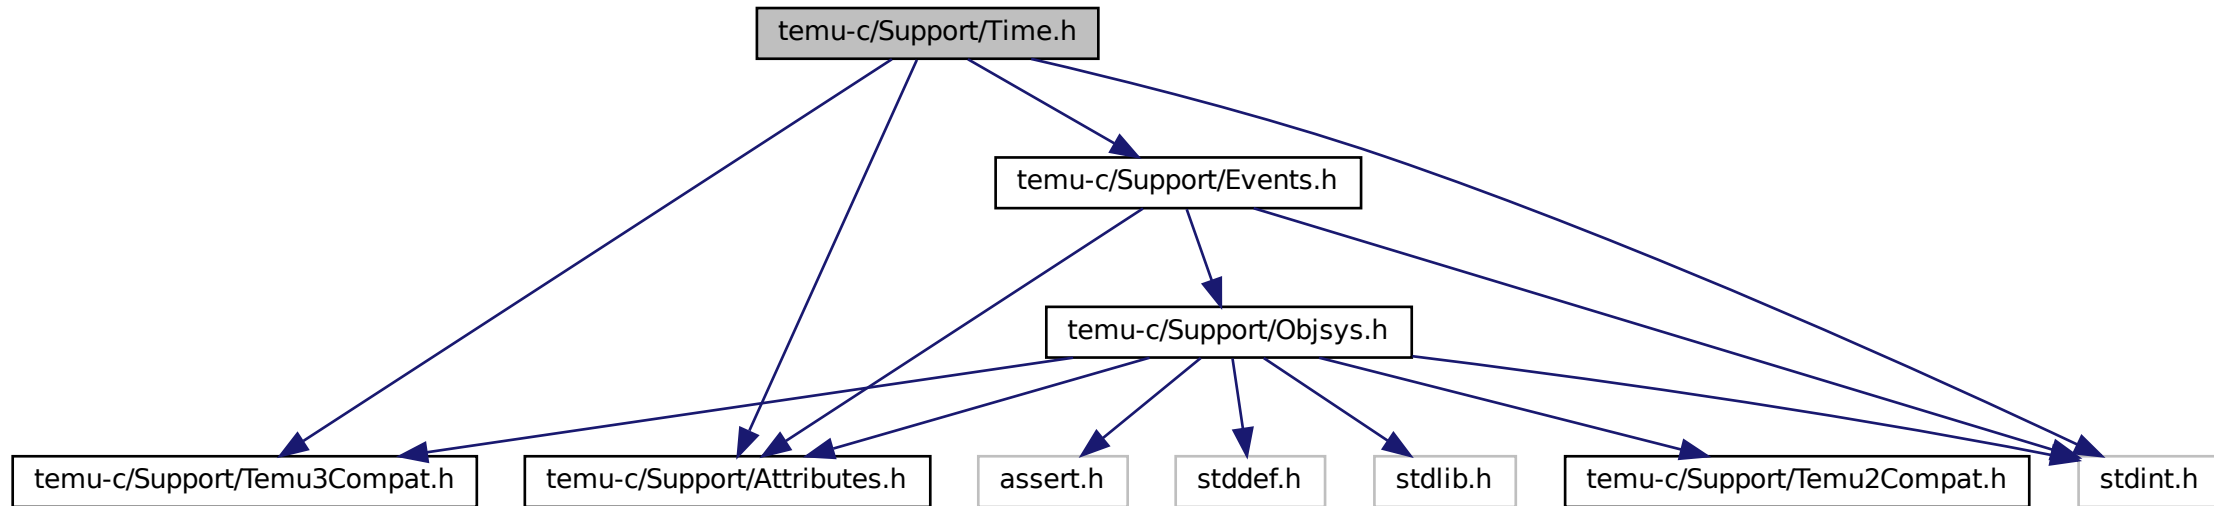 temu-c/Support/Time.h
temu-c/Support/Events.h
temu-c/Support/Objsys.h
temu-c/Support/Temu3Compat.h
temu-c/Support/Attributes.h
assert.h
stddef.h
stdlib.h
temu-c/Support/Temu2Compat.h
stdint.h